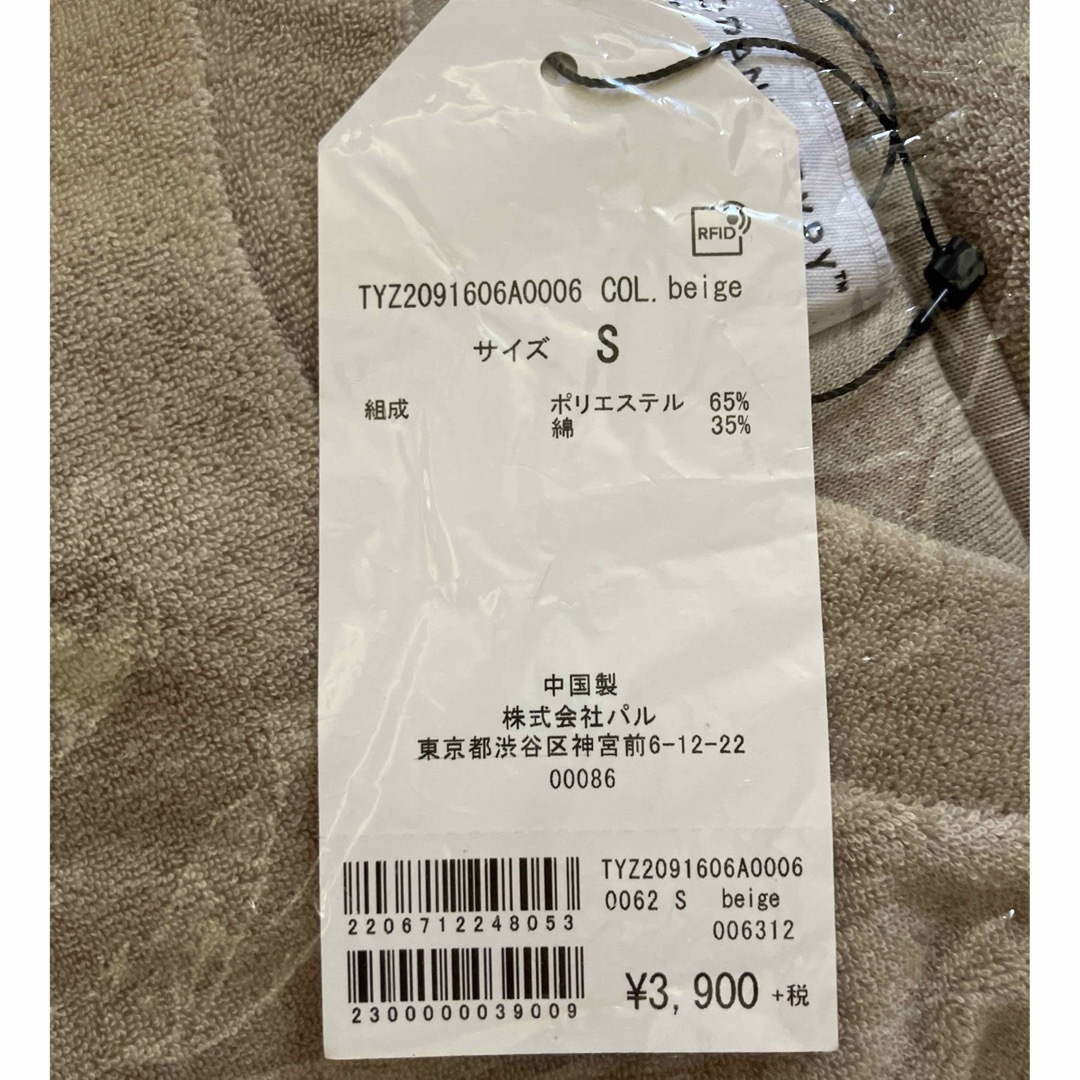 RFID
TYZ2091606A0006 COL.beige
サイズ S
組成 ポリエステル 65%
綿 35%
中国製
株式会社パル
東京都渋谷区神宮前6-12-22
00086
TYZ2091606A0006
0062 S beige
006312
2206712248053
¥3,900 +税
2300000039009